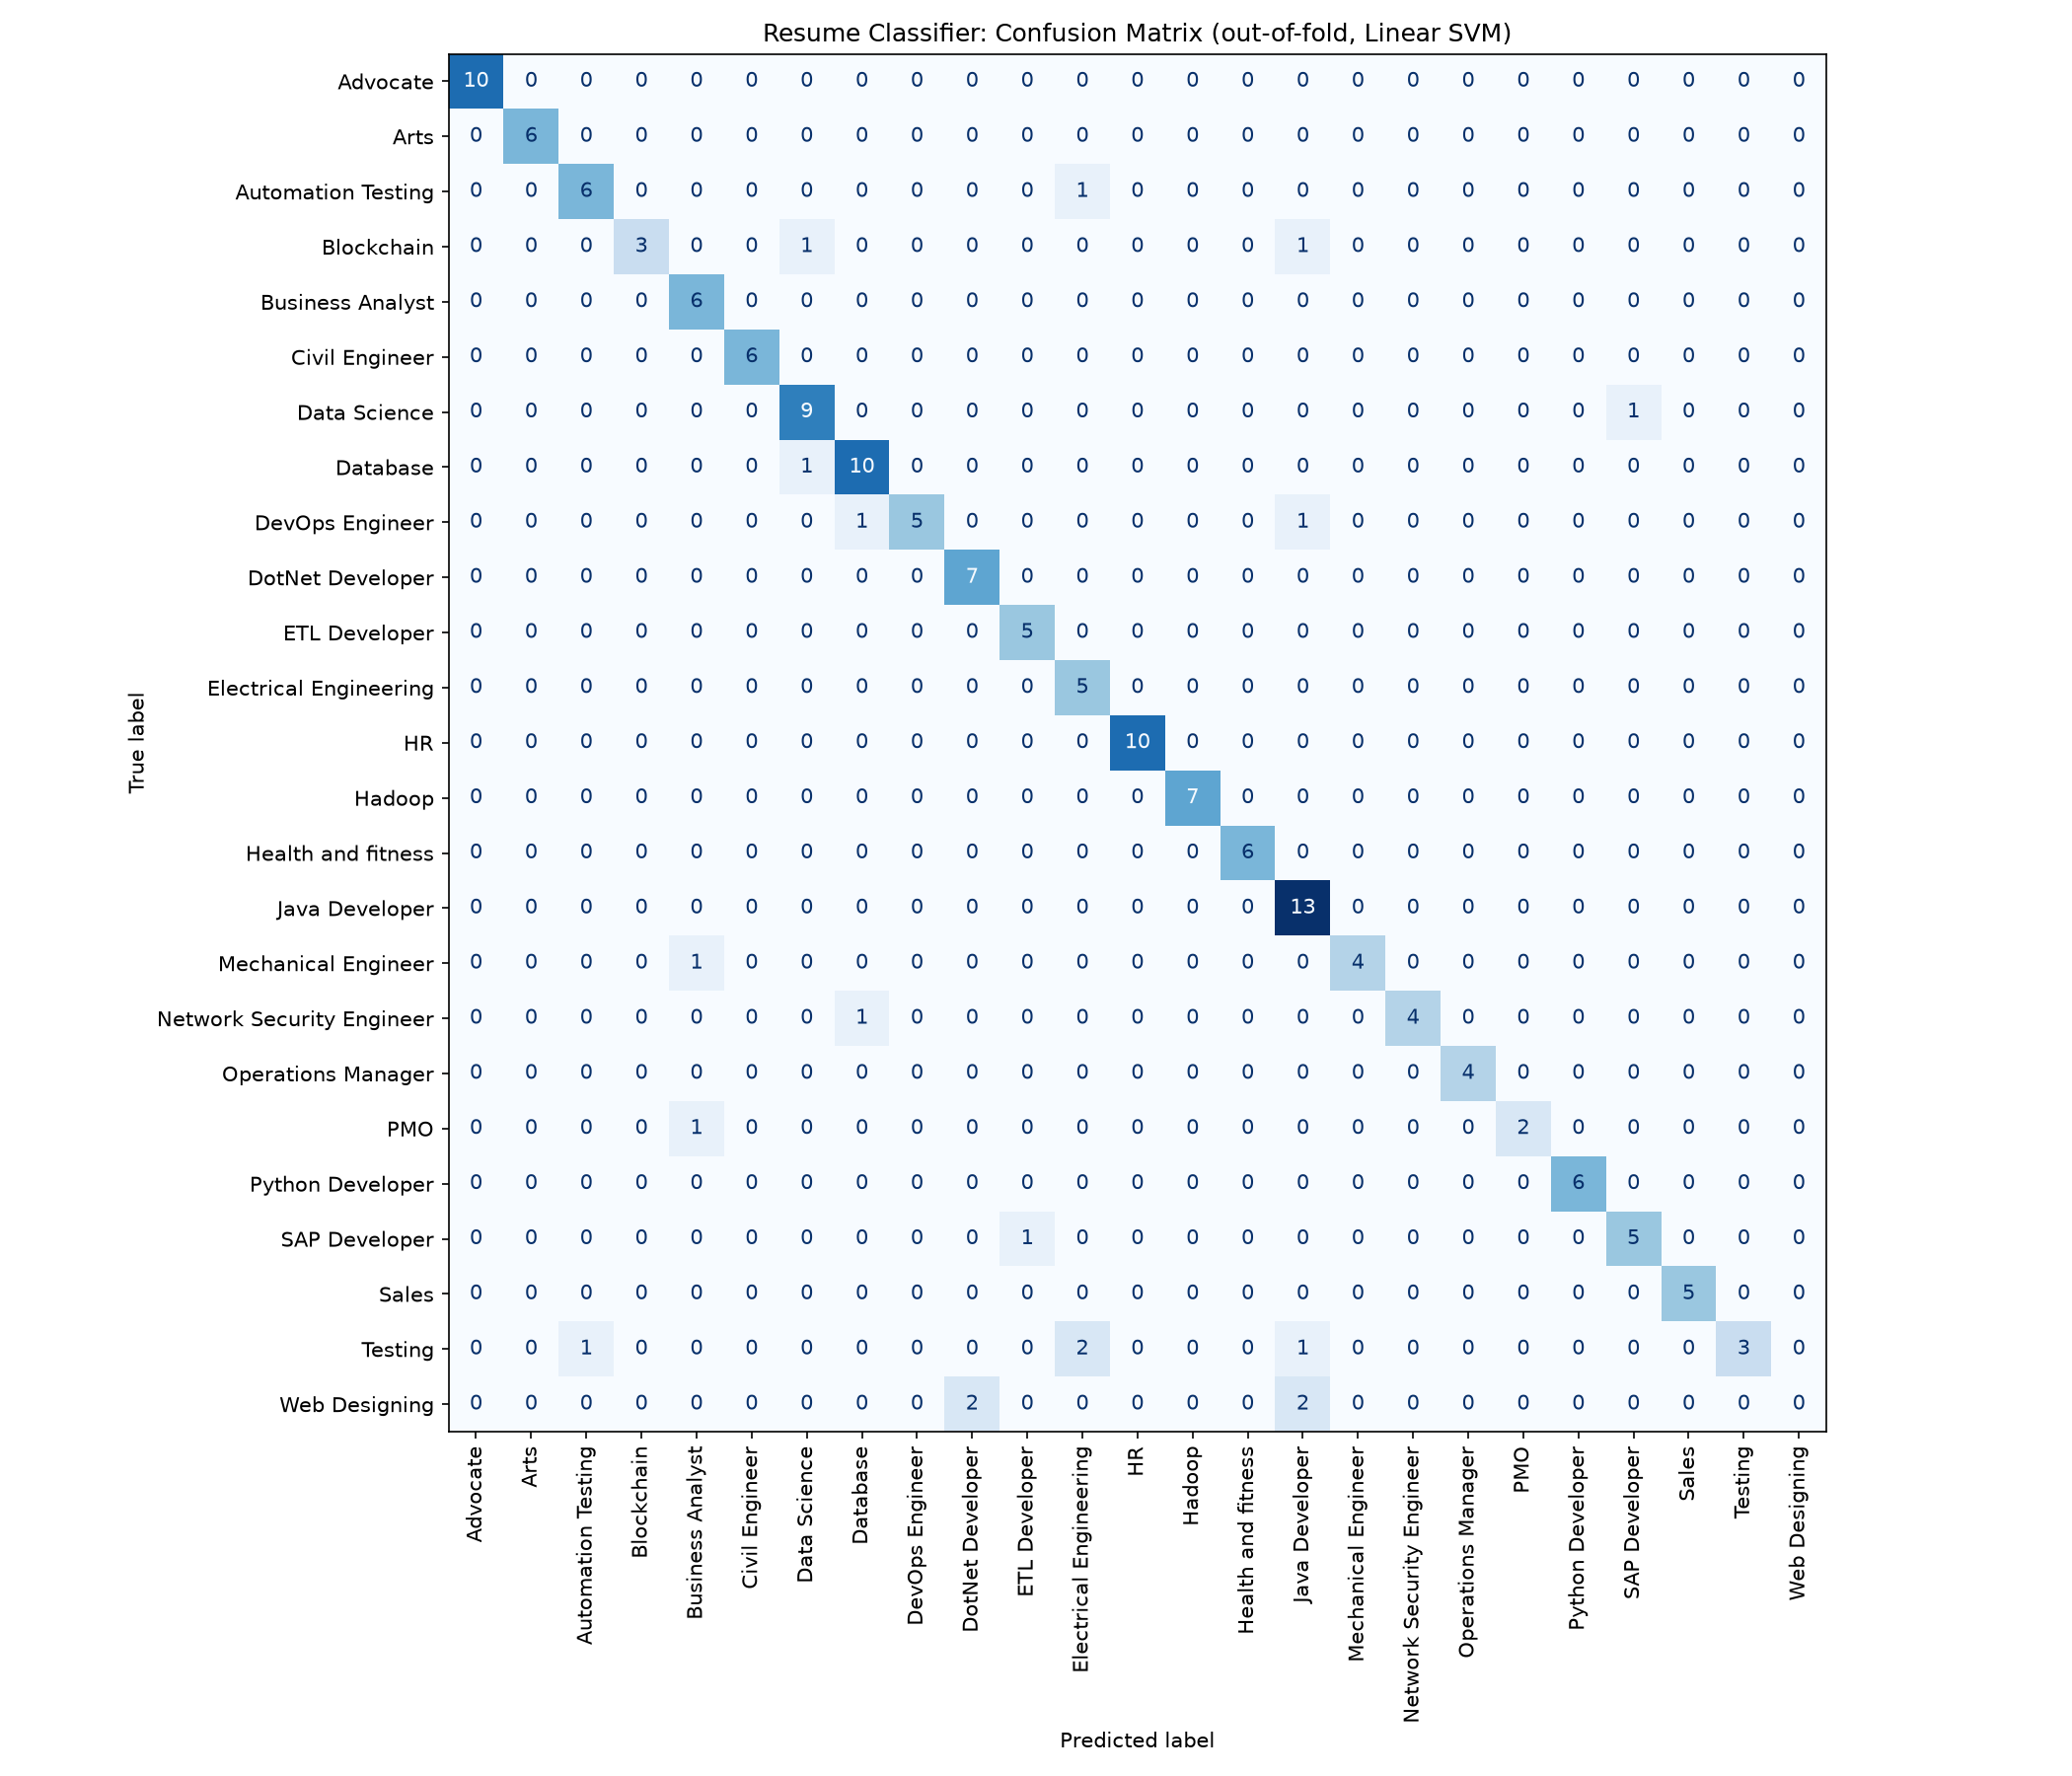 Resume Classifier: Confusion Matrix (out-of-fold, Linear SVM)
Advocate 10 0 0 0 0 0 0 0 0 0 0 0 0 0 0 0 0 0 0 0 0 0 0 0 0
Arts 0 6 0 0 0 0 0 0 0 0 0 0 0 0 0 0 0 0 0 0 0 0 0 0 0
Automation Testing 0 0 6 0 0 0 0 0 0 0 0 1 0 0 0 0 0 0 0 0 0 0 0 0 0
Blockchain 0 0 0 3 0 0 1 0 0 0 0 0 0 0 0 1 0 0 0 0 0 0 0 0 0
Business Analyst 0 0 0 0 6 0 0 0 0 0 0 0 0 0 0 0 0 0 0 0 0 0 0 0 0
Civil Engineer 0 0 0 0 0 6 0 0 0 0 0 0 0 0 0 0 0 0 0 0 0 0 0 0 0
Data Science 0 0 0 0 0 0 9 0 0 0 0 0 0 0 0 0 0 0 0 0 0 1 0 0 0
Database 0 0 0 0 0 0 1 10 0 0 0 0 0 0 0 0 0 0 0 0 0 0 0 0 0
DevOps Engineer 0 0 0 0 0 0 0 1 5 0 0 0 0 0 0 1 0 0 0 0 0 0 0 0 0
DotNet Developer 0 0 0 0 0 0 0 0 0 7 0 0 0 0 0 0 0 0 0 0 0 0 0 0 0
ETL Developer 0 0 0 0 0 0 0 0 0 0 5 0 0 0 0 0 0 0 0 0 0 0 0 0 0
Electrical Engineering 0 0 0 0 0 0 0 0 0 0 0 5 0 0 0 0 0 0 0 0 0 0 0 0 0
HR 0 0 0 0 0 0 0 0 0 0 0 0 10 0 0 0 0 0 0 0 0 0 0 0 0
Hadoop 0 0 0 0 0 0 0 0 0 0 0 0 0 7 0 0 0 0 0 0 0 0 0 0 0
Health and fitness 0 0 0 0 0 0 0 0 0 0 0 0 0 0 6 0 0 0 0 0 0 0 0 0 0
Java Developer 0 0 0 0 0 0 0 0 0 0 0 0 0 0 0 13 0 0 0 0 0 0 0 0 0
Mechanical Engineer 0 0 0 0 1 0 0 0 0 0 0 0 0 0 0 0 4 0 0 0 0 0 0 0 0
Network Security Engineer 0 0 0 0 0 0 0 1 0 0 0 0 0 0 0 0 0 4 0 0 0 0 0 0 0
Operations Manager 0 0 0 0 0 0 0 0 0 0 0 0 0 0 0 0 0 0 4 0 0 0 0 0 0
PMO 0 0 0 0 1 0 0 0 0 0 0 0 0 0 0 0 0 0 0 2 0 0 0 0 0
Python Developer 0 0 0 0 0 0 0 0 0 0 0 0 0 0 0 0 0 0 0 0 6 0 0 0 0
SAP Developer 0 0 0 0 0 0 0 0 0 0 1 0 0 0 0 0 0 0 0 0 0 5 0 0 0
Sales 0 0 0 0 0 0 0 0 0 0 0 0 0 0 0 0 0 0 0 0 0 0 5 0 0
Testing 0 0 1 0 0 0 0 0 0 0 0 2 0 0 0 1 0 0 0 0 0 0 0 3 0
Web Designing 0 0 0 0 0 0 0 0 0 2 0 0 0 0 0 2 0 0 0 0 0 0 0 0 0
True label
Advocate
Arts
Automation Testing
Blockchain
Business Analyst
Civil Engineer
Data Science
Database
DevOps Engineer
DotNet Developer
ETL Developer
Electrical Engineering
HR
Hadoop
Health and fitness
Java Developer
Mechanical Engineer
Network Security Engineer
Operations Manager
PMO
Python Developer
SAP Developer
Sales
Testing
Web Designing
Predicted label